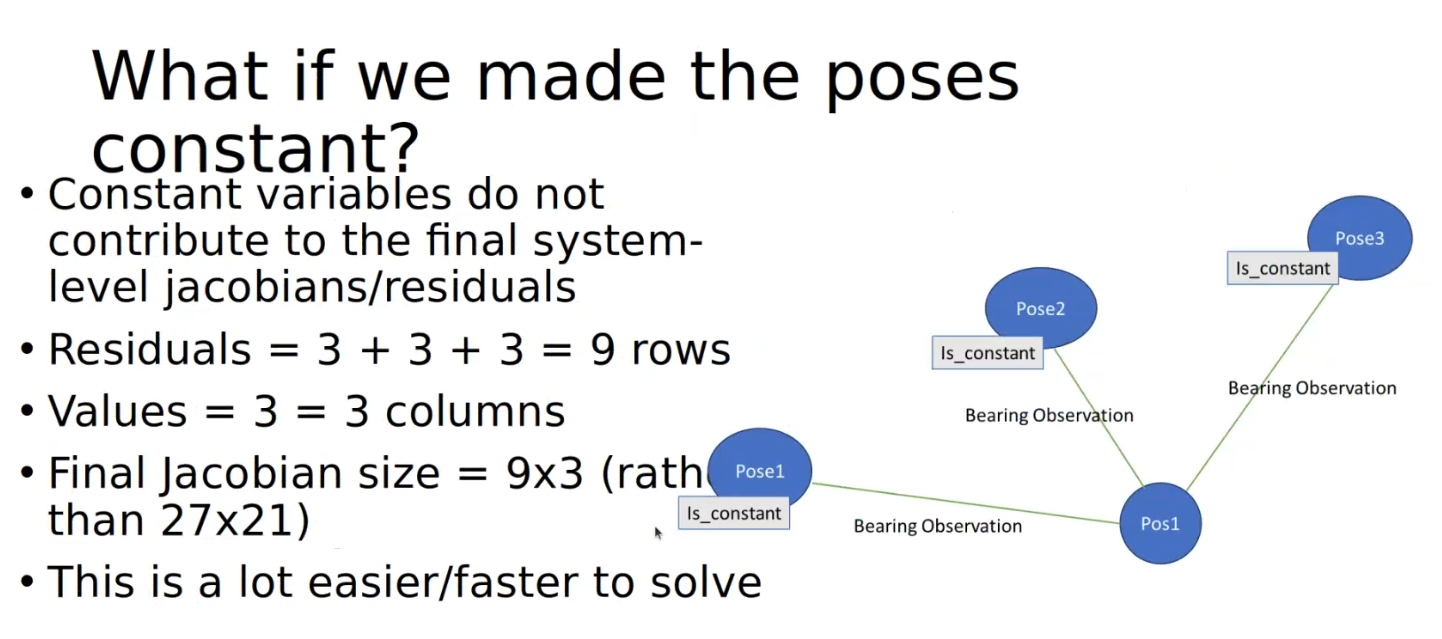 What if we made the poses
constant?
• Constant variables do not
contribute to the final system-
level jacobians/residuals
• Residuals = 3 + 3 + 3 = 9 rows
• Values = 3 = 3 columns
• Final Jacobian size = 9x3 (rath
than 27x21)
• This is a lot easier/faster to solve
Pose3
Is_constant
Pose2
Is_constant
Bearing Observation
Bearing Observation
Pose1
Is_constant
Bearing Observation
Pos1